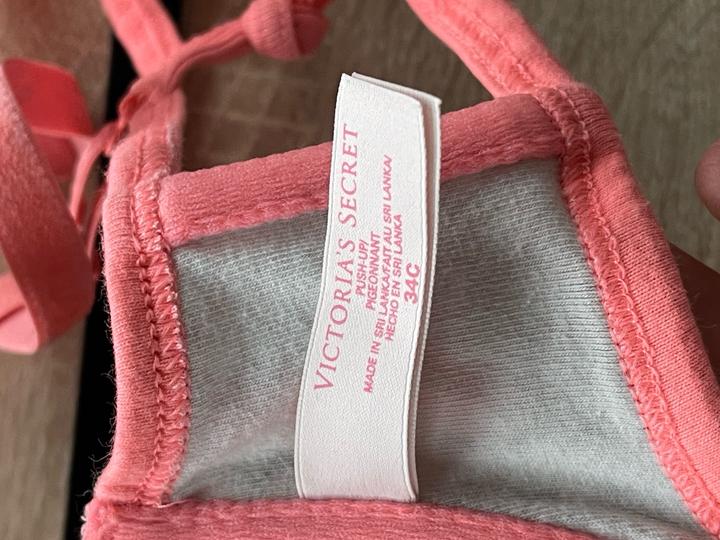 VICTORIA'S SECRET
PUSH-UP/
PIGEONNANT
MADE IN SRI LANKA/FAIT AU SRI LANKA/
HECHO EN SRI LANKA
34C